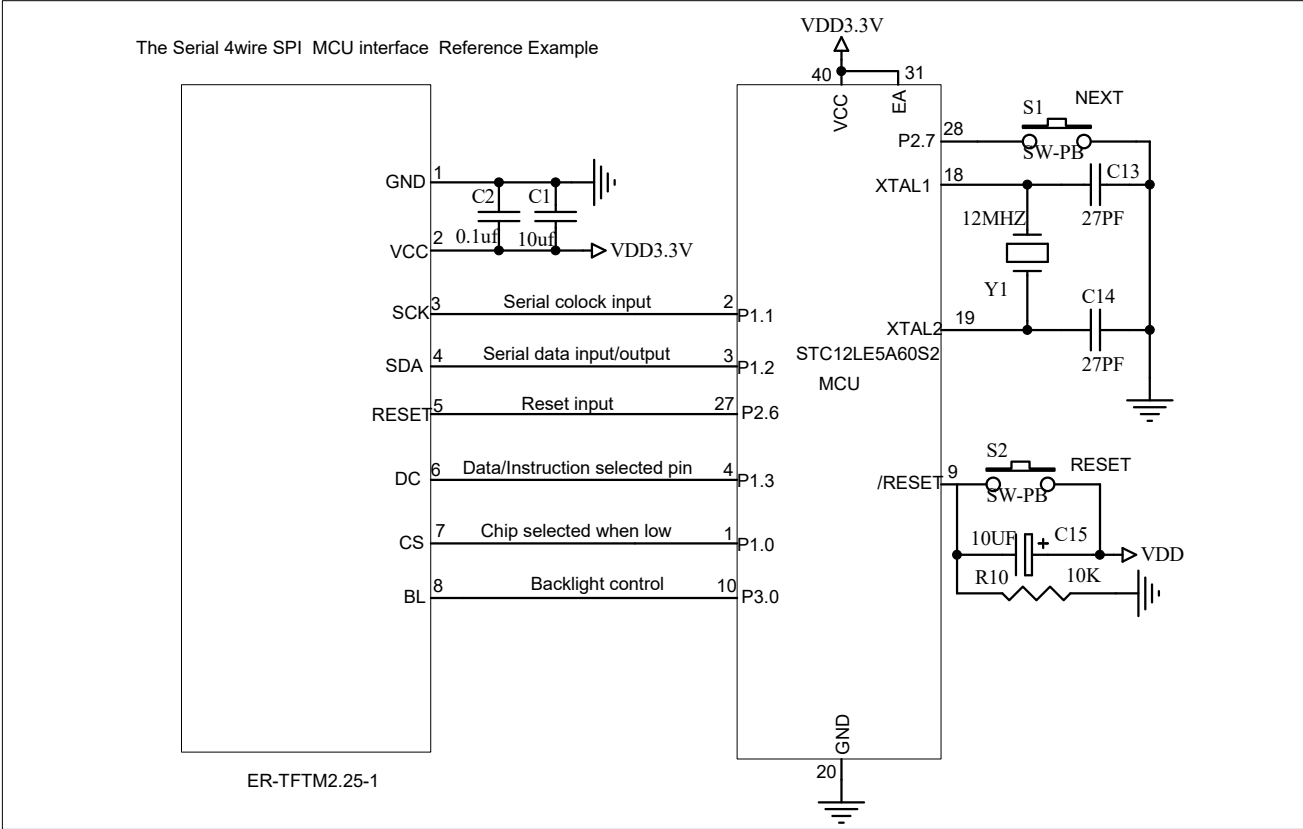 The Serial 4wire SPI MCU interface Reference Example
VDD3.3V
40
31
VCC
EA
S1
NEXT
P2.7
28
SW-PB
GND
1
C2
C1
0.1uf
10uf
VCC
2
VDD3.3V
XTAL1
18
C13
27PF
12MHZ
Y1
C14
XTAL2
19
27PF
SCK
3
Serial colock input
2
P1.1
SDA
4
Serial data input/output
3
P1.2
STC12LE5A60S2
MCU
RESET
5
Reset input
27
P2.6
DC
6
Data/Instruction selected pin
4
P1.3
/RESET
9
S2
RESET
SW-PB
CS
7
Chip selected when low
1
P1.0
10UF
+
C15
VDD
R10
10K
BL
8
Backlight control
10
P3.0
GND
20
ER-TFTM2.25-1